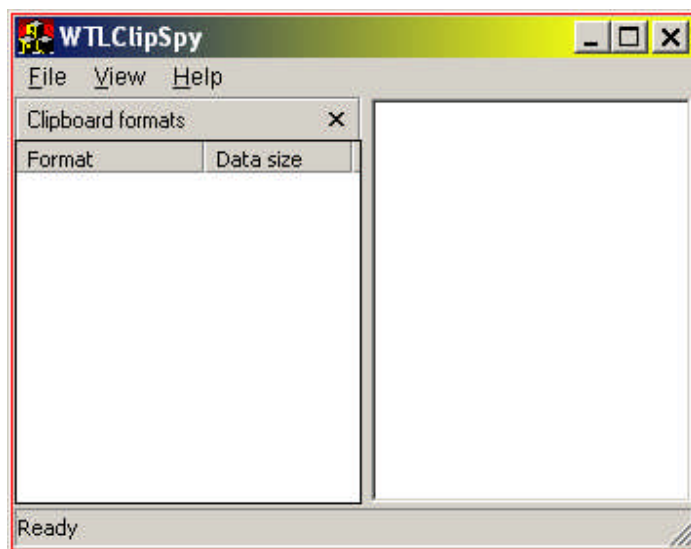 WTLClipSpy
File View Help
Clipboard formats
Format Data size
Ready